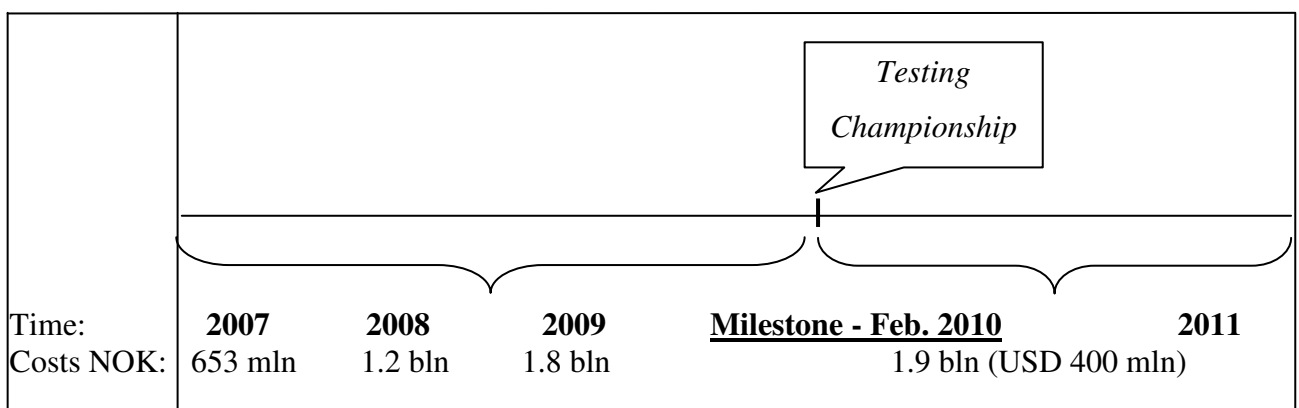 Testing
Championship
Time: 2007 2008 2009 Milestone - Feb. 2010 2011
Costs NOK: 653 mln 1.2 bln 1.8 bln 1.9 bln (USD 400 mln)